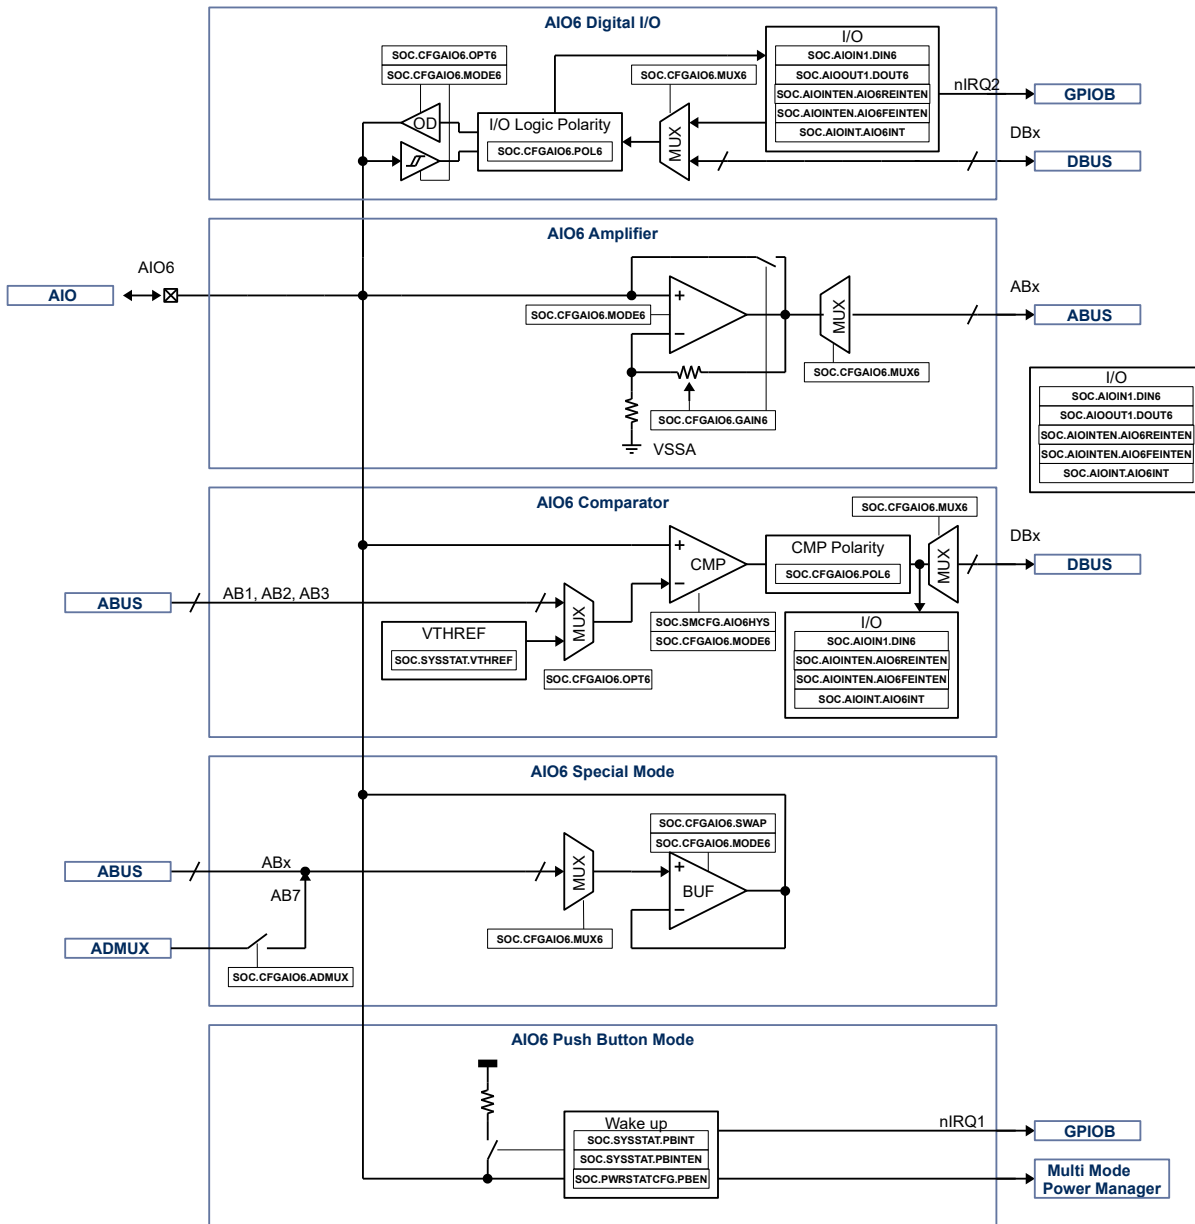 AIO6 Digital I/O
SOC.CFGAIO6.OPT6
SOC.CFGAIO6.MODE6
OD
I/O Logic Polarity
SOC.CFGAIO6.POL6
SOC.CFGAIO6.MUX6
MUX
I/O
SOC.AIOIN1.DIN6
SOC.AIOOUT1.DOUT6
SOC.AIOINTEN.AIO6REINTEN
SOC.AIOINTEN.AIO6FEINTEN
SOC.AIOINT.AIO6INT
nIRQ2
GPIOB
DBx
DBUS
AIO6 Amplifier
AIO
AIO6
SOC.CFGAIO6.MODE6
+
−
MUX
SOC.CFGAIO6.MUX6
SOC.CFGAIO6.GAIN6
VSSA
ABx
ABUS
I/O
SOC.AIOIN1.DIN6
SOC.AIOOUT1.DOUT6
SOC.AIOINTEN.AIO6REINTEN
SOC.AIOINTEN.AIO6FEINTEN
SOC.AIOINT.AIO6INT
AIO6 Comparator
ABUS
AB1, AB2, AB3
VTHREF
SOC.SYSSTAT.VTHREF
MUX
SOC.CFGAIO6.OPT6
+
CMP
−
SOC.SMCFG.AIO6HYS
SOC.CFGAIO6.MODE6
CMP Polarity
SOC.CFGAIO6.POL6
SOC.CFGAIO6.MUX6
MUX
DBx
DBUS
I/O
SOC.AIOIN1.DIN6
SOC.AIOINTEN.AIO6REINTEN
SOC.AIOINTEN.AIO6FEINTEN
SOC.AIOINT.AIO6INT
AIO6 Special Mode
ABUS
ABx
AB7
ADMUX
SOC.CFGAIO6.ADMUX
MUX
SOC.CFGAIO6.MUX6
SOC.CFGAIO6.SWAP
SOC.CFGAIO6.MODE6
+
BUF
−
AIO6 Push Button Mode
Wake up
SOC.SYSSTAT.PBINT
SOC.SYSSTAT.PBINTEN
SOC.PWRSTATCFG.PBEN
nIRQ1
GPIOB
Multi Mode
Power Manager